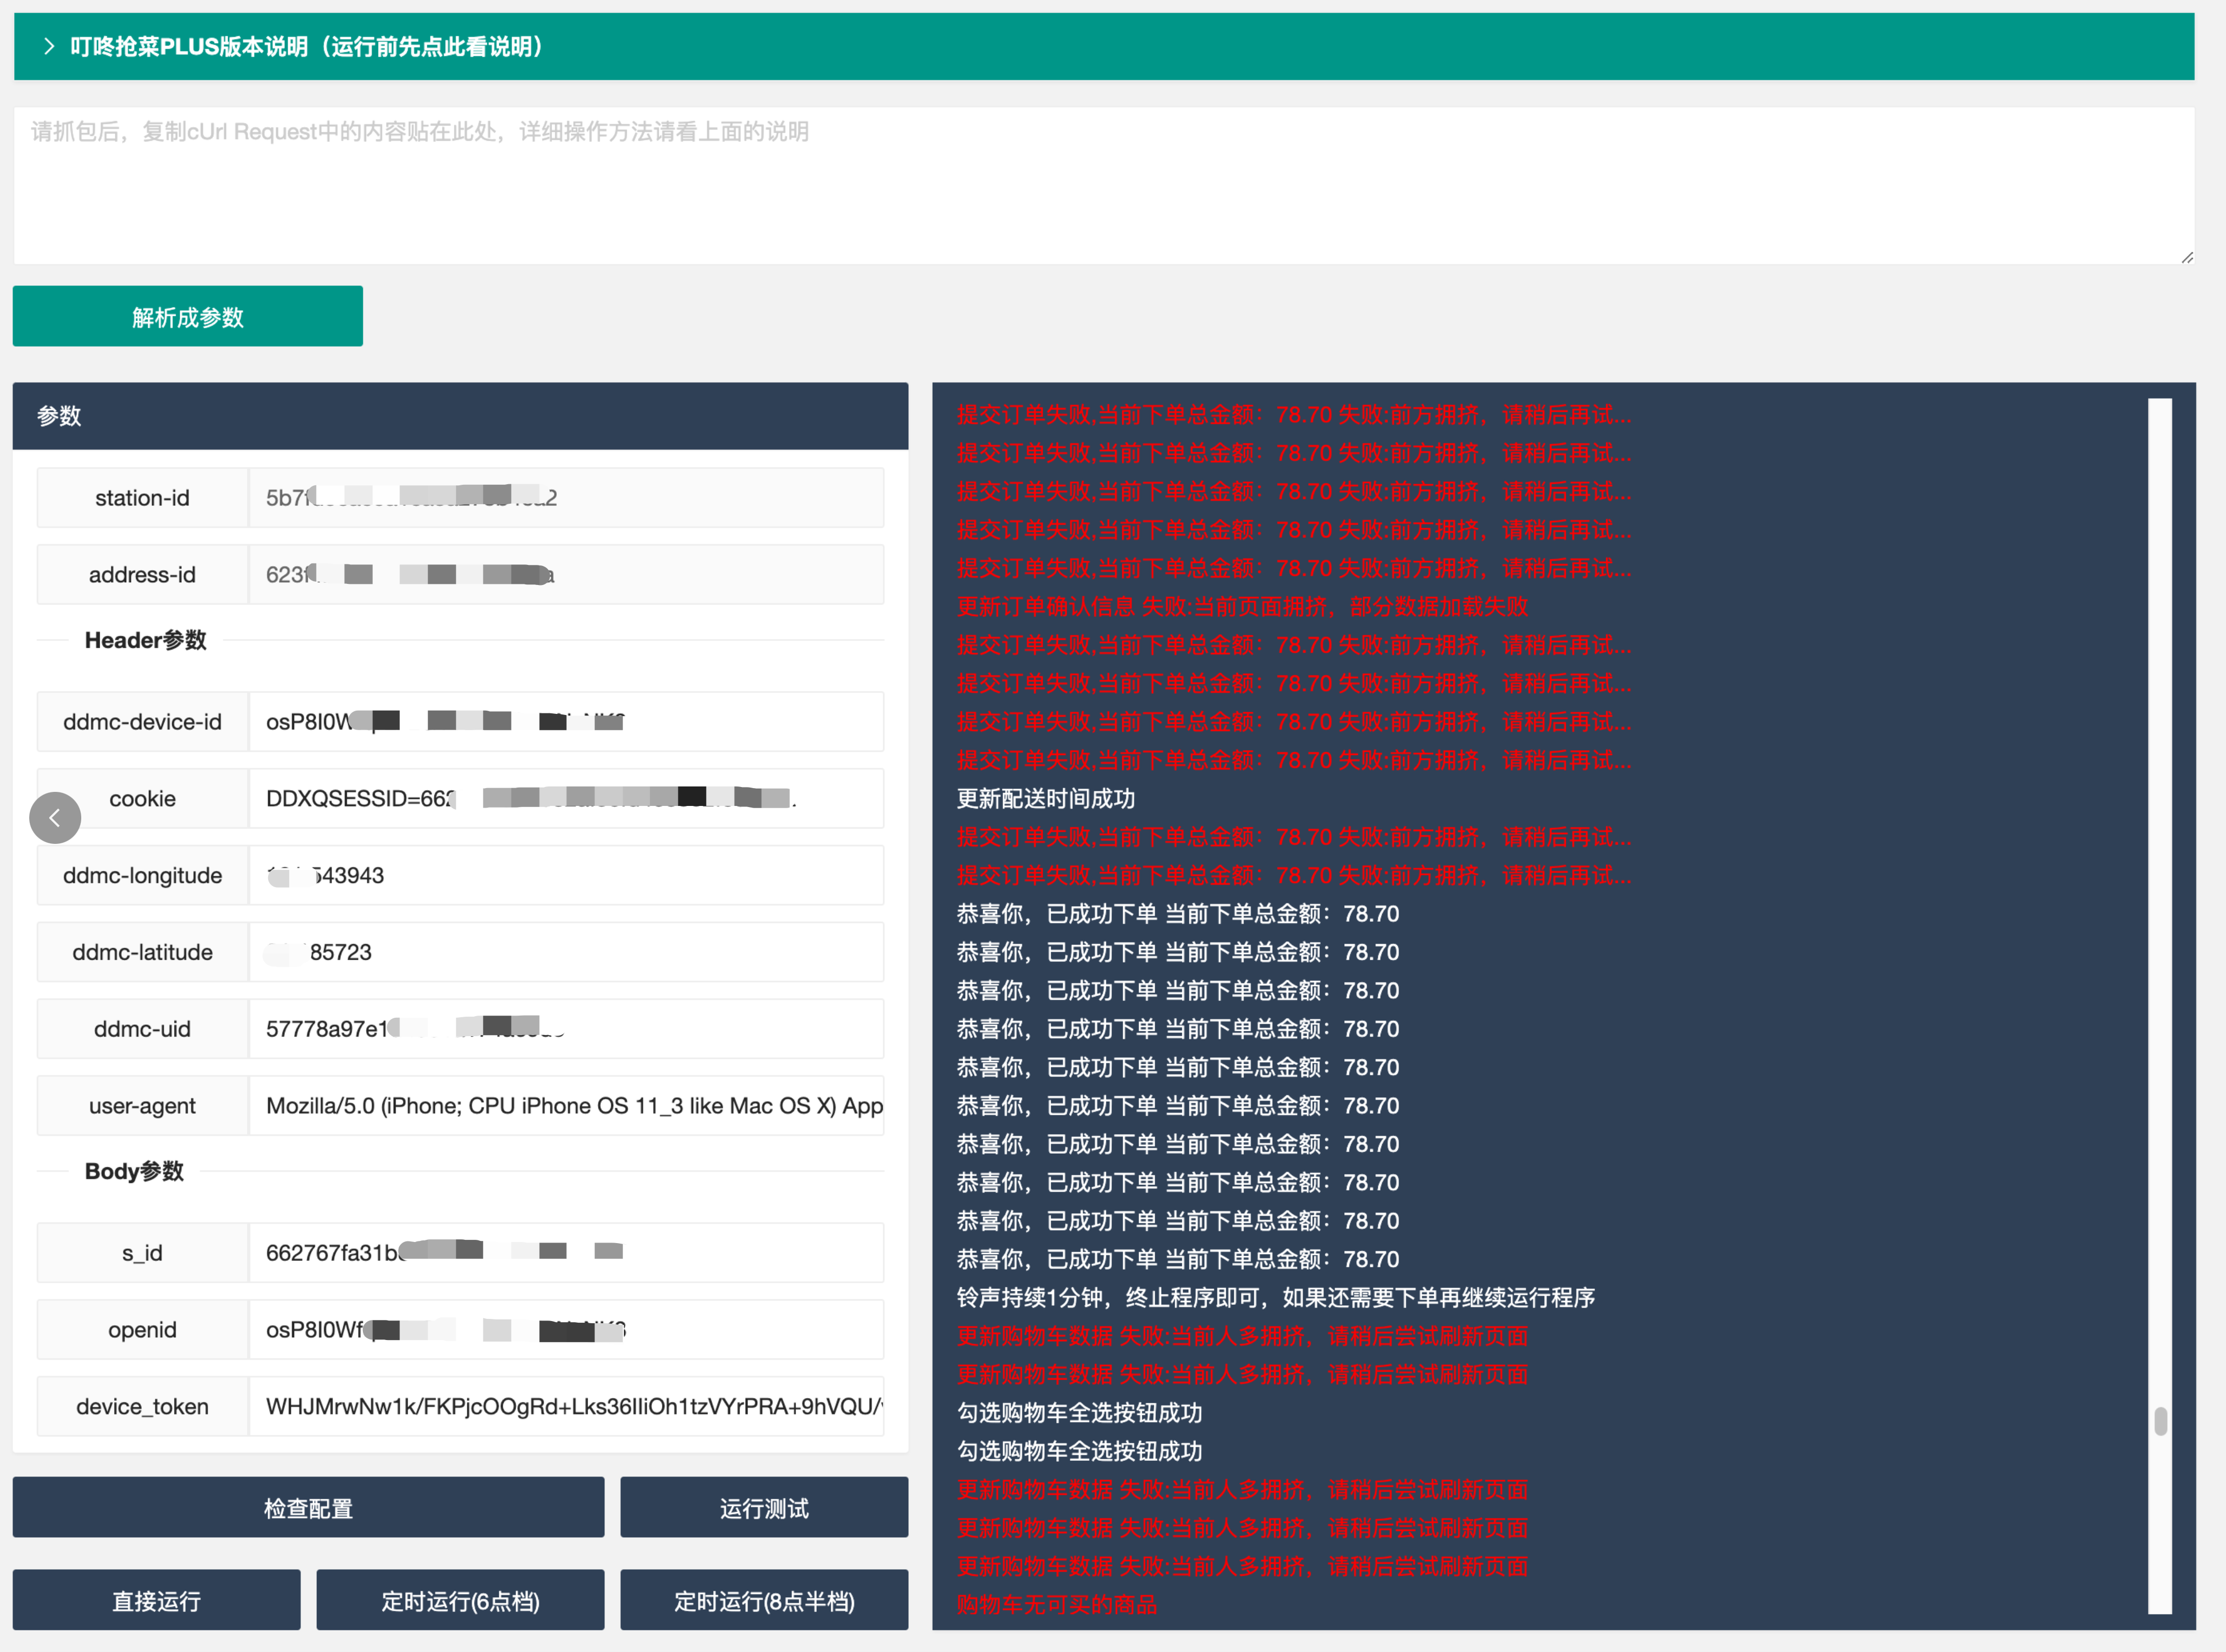 叮咚抢菜PLUS版本说明（运行前先点此看说明）
请抓包后，复制cUrl Request中的内容贴在此处，详细操作方法请看上面的说明
解析成参数
参数
station-id 5b7
address-id 623
Header参数
ddmc-device-id osP8I0W
cookie DDXQSESSID=662
ddmc-longitude 543943
ddmc-latitude 85723
ddmc-uid 57778a97e1
user-agent Mozilla/5.0 (iPhone; CPU iPhone OS 11_3 like Mac OS X) App
Body参数
s_id 662767fa31b
openid osP8I0Wf
device_token WHJMrwNw1k/FKPjcOOgRd+Lks36IliOh1tzVYrPRA+9hVQU/
检查配置
运行测试
直接运行
定时运行(6点档)
定时运行(8点半档)
提交订单失败,当前下单总金额：78.70 失败:前方拥挤，请稍后再试...
提交订单失败,当前下单总金额：78.70 失败:前方拥挤，请稍后再试...
提交订单失败,当前下单总金额：78.70 失败:前方拥挤，请稍后再试...
提交订单失败,当前下单总金额：78.70 失败:前方拥挤，请稍后再试...
提交订单失败,当前下单总金额：78.70 失败:前方拥挤，请稍后再试...
更新订单确认信息 失败:当前页面拥挤，部分数据加载失败
提交订单失败,当前下单总金额：78.70 失败:前方拥挤，请稍后再试...
提交订单失败,当前下单总金额：78.70 失败:前方拥挤，请稍后再试...
提交订单失败,当前下单总金额：78.70 失败:前方拥挤，请稍后再试...
提交订单失败,当前下单总金额：78.70 失败:前方拥挤，请稍后再试...
更新配送时间成功
提交订单失败,当前下单总金额：78.70 失败:前方拥挤，请稍后再试...
提交订单失败,当前下单总金额：78.70 失败:前方拥挤，请稍后再试...
恭喜你，已成功下单 当前下单总金额：78.70
恭喜你，已成功下单 当前下单总金额：78.70
恭喜你，已成功下单 当前下单总金额：78.70
恭喜你，已成功下单 当前下单总金额：78.70
恭喜你，已成功下单 当前下单总金额：78.70
恭喜你，已成功下单 当前下单总金额：78.70
恭喜你，已成功下单 当前下单总金额：78.70
恭喜你，已成功下单 当前下单总金额：78.70
恭喜你，已成功下单 当前下单总金额：78.70
恭喜你，已成功下单 当前下单总金额：78.70
铃声持续1分钟，终止程序即可，如果还需要下单再继续运行程序
更新购物车数据 失败:当前人多拥挤，请稍后尝试刷新页面
更新购物车数据 失败:当前人多拥挤，请稍后尝试刷新页面
勾选购物车全选按钮成功
勾选购物车全选按钮成功
更新购物车数据 失败:当前人多拥挤，请稍后尝试刷新页面
更新购物车数据 失败:当前人多拥挤，请稍后尝试刷新页面
更新购物车数据 失败:当前人多拥挤，请稍后尝试刷新页面
购物车无可买的商品